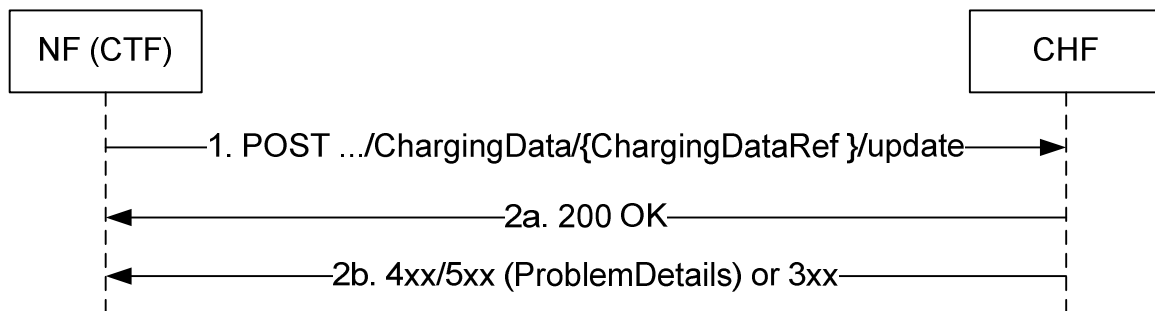 NF (CTF)
CHF
1. POST .../ChargingData/{ChargingDataRef }/update
2a. 200 OK
2b. 4xx/5xx (ProblemDetails) or 3xx